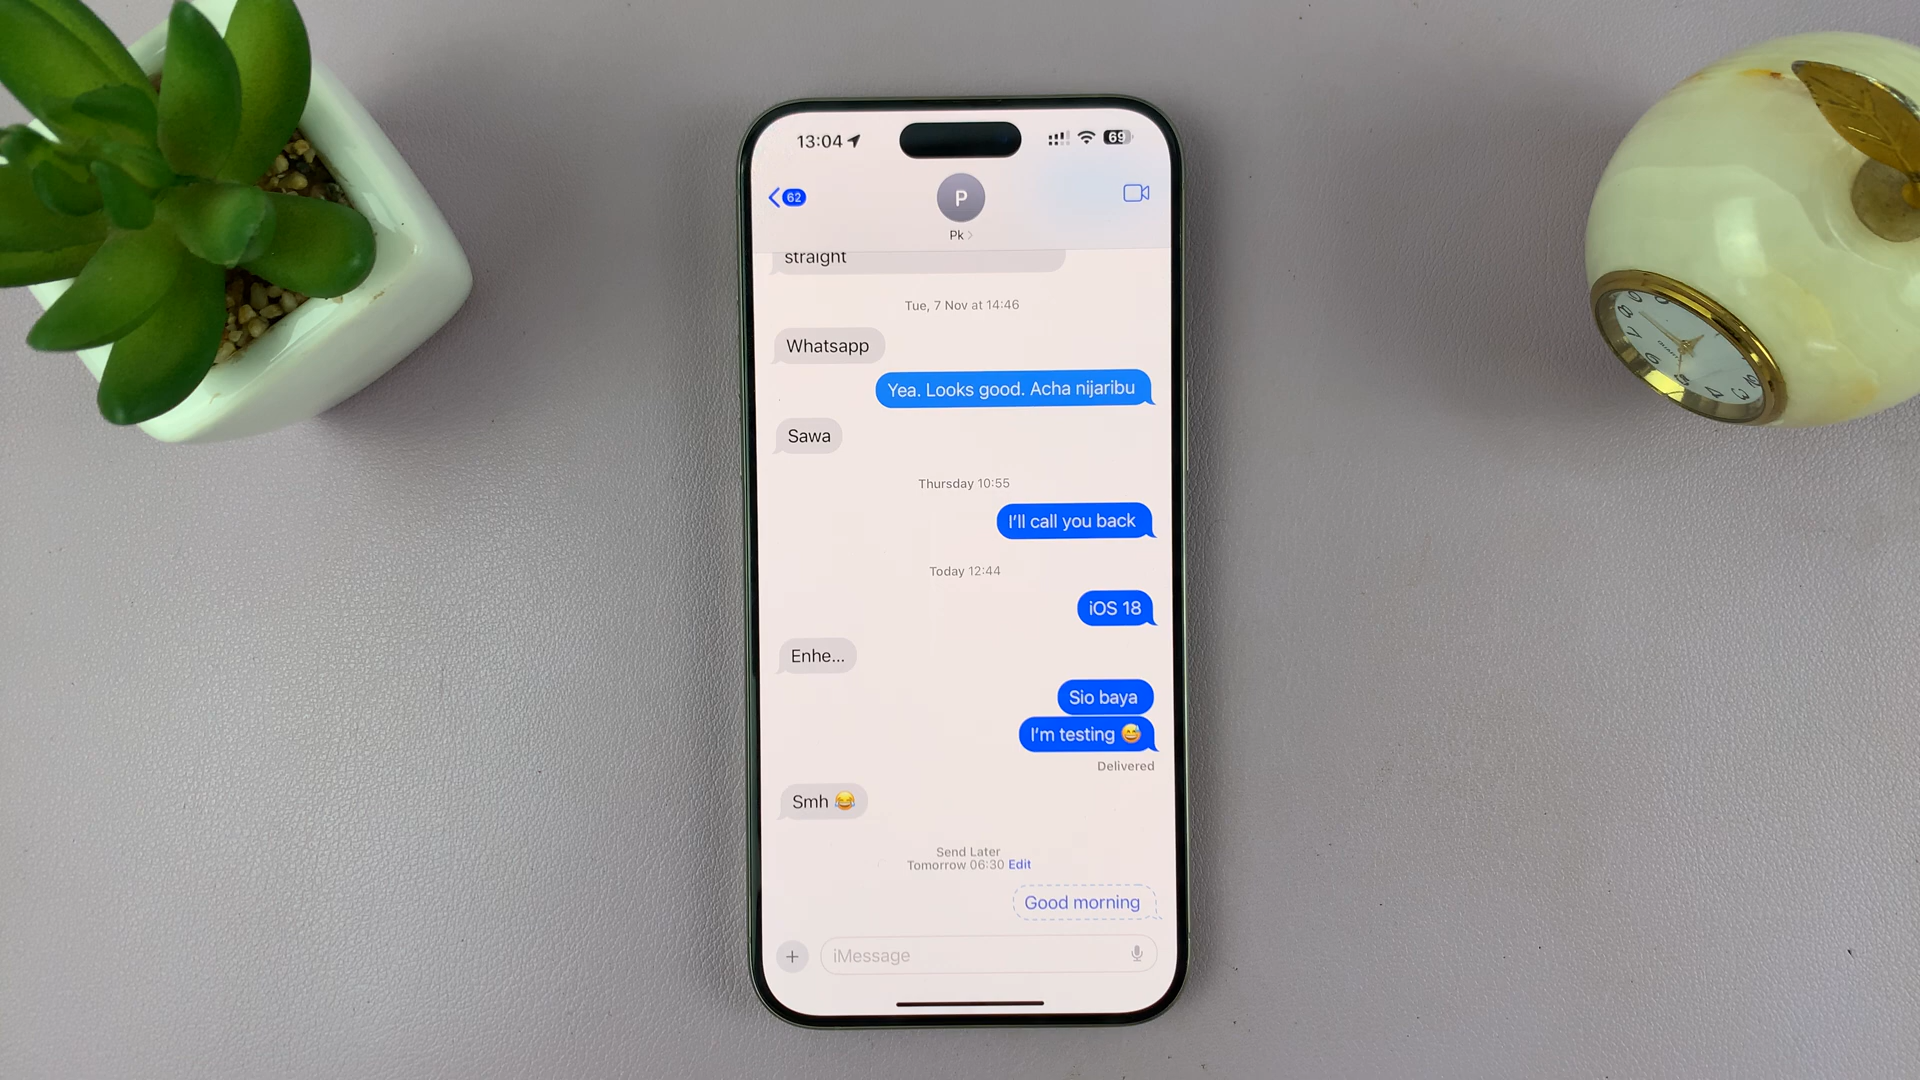 13:04
69
62
P
Pk
straight
Tue, 7 Nov at 14:46
Whatsapp
Yea. Looks good. Acha nijaribu
Sawa
Thursday 10:55
I'll call you back
Today 12:44
iOS 18
Enhe...
Sio baya
I'm testing 😅
Delivered
Smh 😂
Send Later
Tomorrow 06:30 Edit
Good morning
+
iMessage